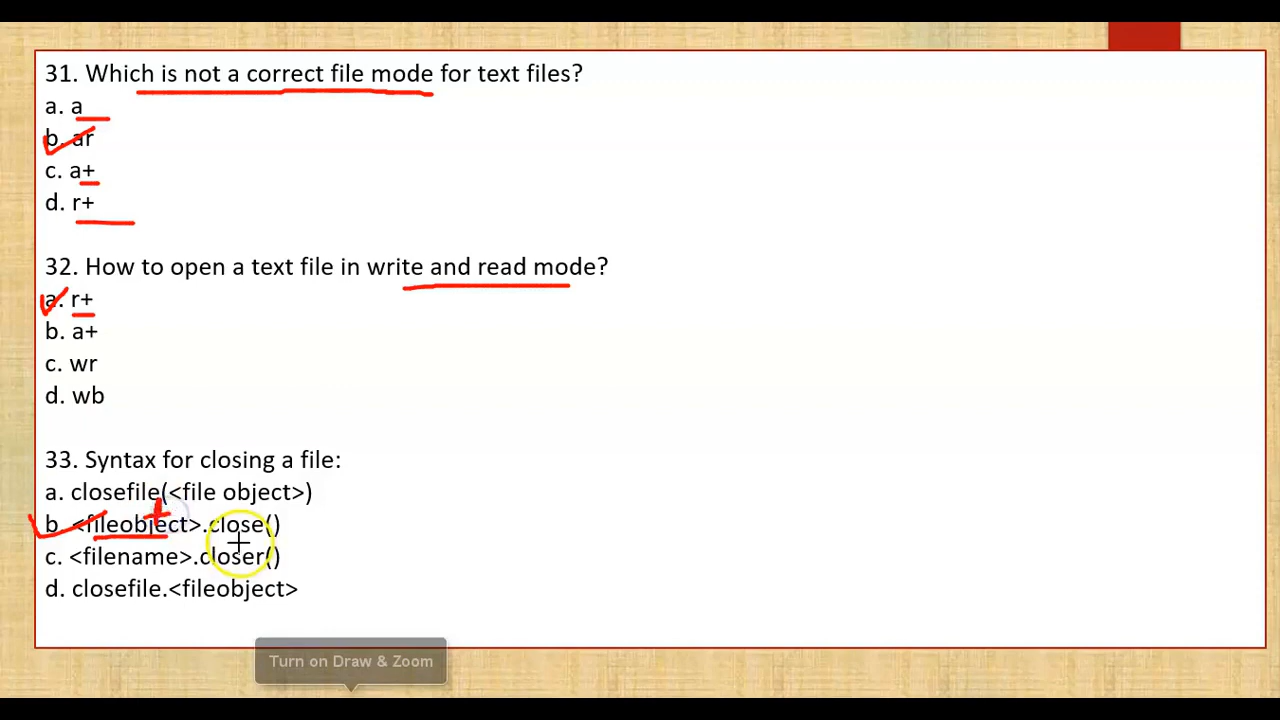 31. Which is not a correct file mode for text files?
a. a
b. ar
c. a+
d. r+
32. How to open a text file in write and read mode?
a. r+
b. a+
c. wr
d. wb
33. Syntax for closing a file:
a. closefile(<file object>)
b. <fileobject>.close()
c. <filename>.closer()
d. closefile.<fileobject>
Turn on Draw & Zoom